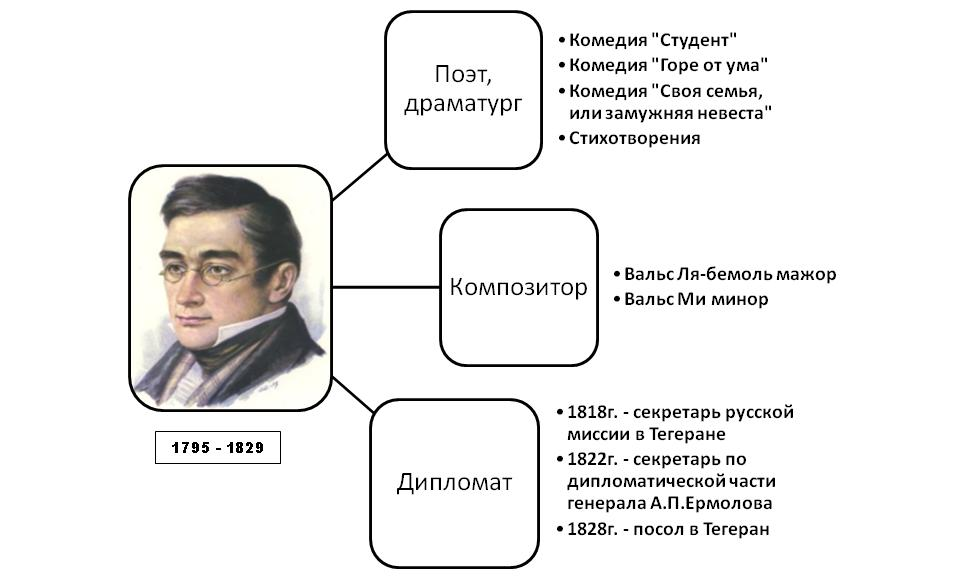 Поэт,
драматург
• Комедия "Студент"
• Комедия "Горе от ума"
• Комедия "Своя семья,
или замужняя невеста"
• Стихотворения
Композитор
• Вальс Ля-бемоль мажор
• Вальс Ми минор
1795 - 1829
Дипломат
• 1818г. - секретарь русской
миссии в Тегеране
• 1822г. - секретарь по
дипломатической части
генерала А.П.Ермолова
• 1828г. - посол в Тегеран